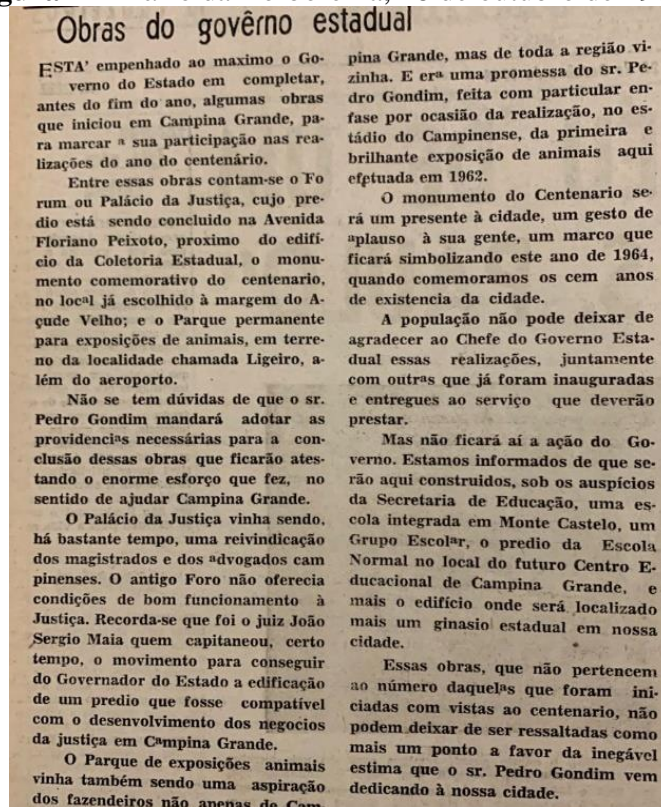 Obras do govêrno estadual
ESTA' empenhado ao maximo o Go-
verno do Estado em completar,
antes do fim do ano, algumas obras
que iniciou em Campina Grande, pa-
ra marcar a sua participação nas rea-
lizações do ano do centenário.
Entre essas obras contam-se o Fo
rum ou Palácio da Justiça, cujo pre-
dio está sendo concluido na Avenida
Floriano Peixoto, proximo do edifí-
cio da Coletoria Estadual, o monu-
mento comemorativo do centenario,
no local já escolhido à margem do A-
çude Velho; e o Parque permanente
para exposições de animais, em terre-
no da localidade chamada Ligeiro, a-
lém do aeroporto.
Não se tem dúvidas de que o sr.
Pedro Gondim mandará adotar as
providencias necessárias para a con-
clusão dessas obras que ficarão ates-
tando o enorme esforço que fez, no
sentido de ajudar Campina Grande.
O Palácio da Justiça vinha sendo,
há bastante tempo, uma reivindicação
dos magistrados e dos advogados cam
pinenses. O antigo Foro não oferecia
condições de bom funcionamento à
Justiça. Recorda-se que foi o juiz João
Sergio Maia quem capitaneou, certo
tempo, o movimento para conseguir
do Governador do Estado a edificação
de um predio que fosse compatível
com o desenvolvimento dos negocios
da justiça em Campina Grande.
O Parque de exposições animais
vinha também sendo uma aspiração
dos fazendeiros não apenas de Cam-
pina Grande, mas de toda a região vi-
zinha. E era uma promessa do sr. Pe-
dro Gondim, feita com particular en-
fase por ocasião da realização, no es-
tádio do Campinense, da primeira e
brilhante exposição de animais aqui
efetuada em 1962.
O monumento do Centenario se-
rá um presente à cidade, um gesto de
aplauso à sua gente, um marco que
ficará simbolizando este ano de 1964,
quando comemoramos os cem anos
de existencia da cidade.
A população não pode deixar de
agradecer ao Chefe do Governo Esta-
dual essas realizações, juntamente
com outras que já foram inauguradas
e entregues ao serviço que deverão
prestar.
Mas não ficará aí a ação do Go-
verno. Estamos informados de que se-
rão aqui construidos, sob os auspícios
da Secretaria de Educação, uma es-
cola integrada em Monte Castelo, um
Grupo Escolar, o predio da Escola
Normal no local do futuro Centro E-
ducacional de Campina Grande, e
mais o edifício onde será localizado
mais um ginasio estadual em nossa
cidade.
Essas obras, que não pertencem
ao número daquelas que foram ini-
ciadas com vistas ao centenario, não
podem deixar de ser ressaltadas como
mais um ponto a favor da inegável
estima que o sr. Pedro Gondim vem
dedicando à nossa cidade.